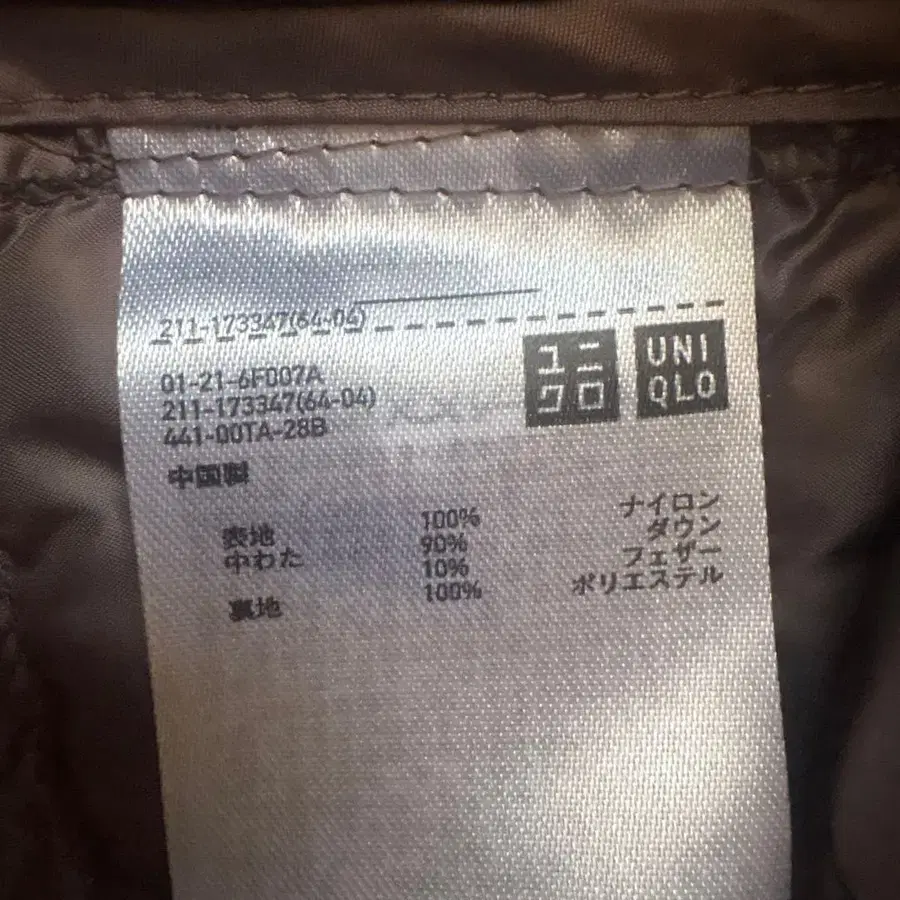 211-173347(64-04)
ユニ
クロ
UNI
QLO
01-21-6F007A
211-173347(64-04)
441-00TA-28B
中国製
表地 100% ナイロン
中わた 90% ダウン
10% フェザー
裏地 100% ポリエステル